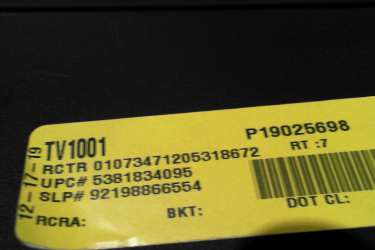 12-17-19
TV1001
P19025698
RCTR 01073471205318672
RT :7
UPC# 5381834095
SLP# 92198866554
RCRA:
BKT:
DOT CL: